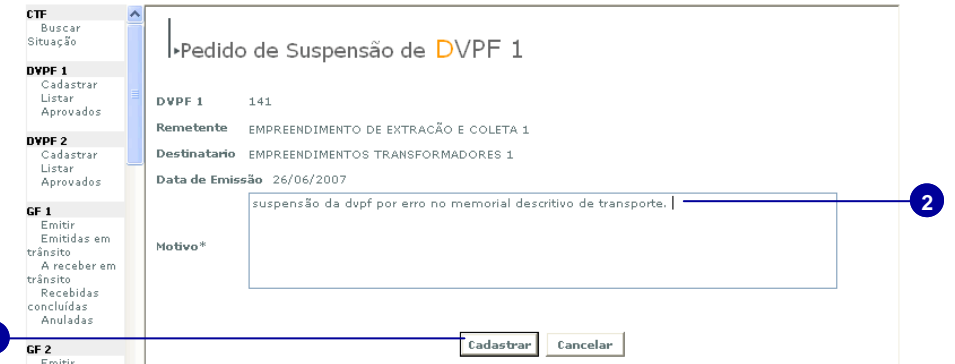 CTF
Buscar
Situação
DVPF 1
Cadastrar
Listar
Aprovados
DVPF 2
Cadastrar
Listar
Aprovados
GF 1
Emitir
Emitidas em
trânsito
A receber em
trânsito
Recebidas
concluídas
Anuladas
GF 2
Emitir
Pedido de Suspensão de DVPF 1
DVPF 1 141
Remetente EMPREENDIMENTO DE EXTRACÃO E COLETA 1
Destinatario EMPREENDIMENTOS TRANSFORMADORES 1
Data de Emissão 26/06/2007
suspensão da dvpf por erro no memorial descritivo de transporte.
2
Motivo*
Cadastrar Cancelar